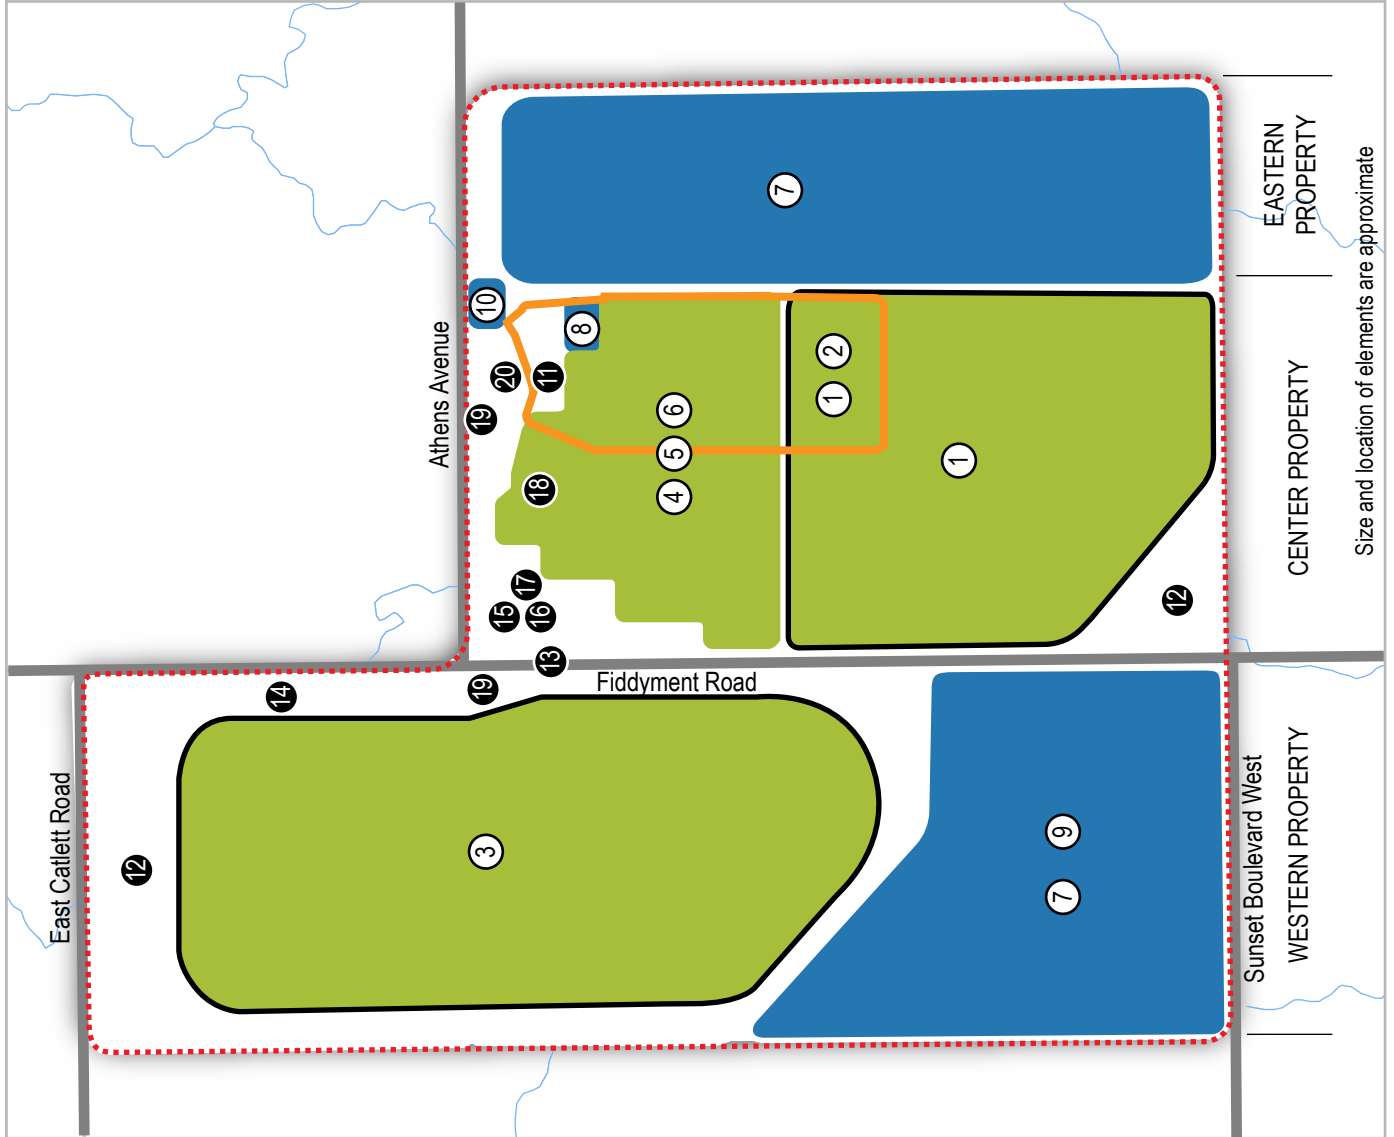 East Catlett Road
12
14
Athens Avenue
3
19
19
10
15
20
17
13
16
18
11
8
Fiddyment Road
4 5 6
7
1 2
1
7 9
12
Sunset Boulevard West
WESTERN PROPERTY
CENTER PROPERTY
EASTERN
PROPERTY
Size and location of elements are approximate